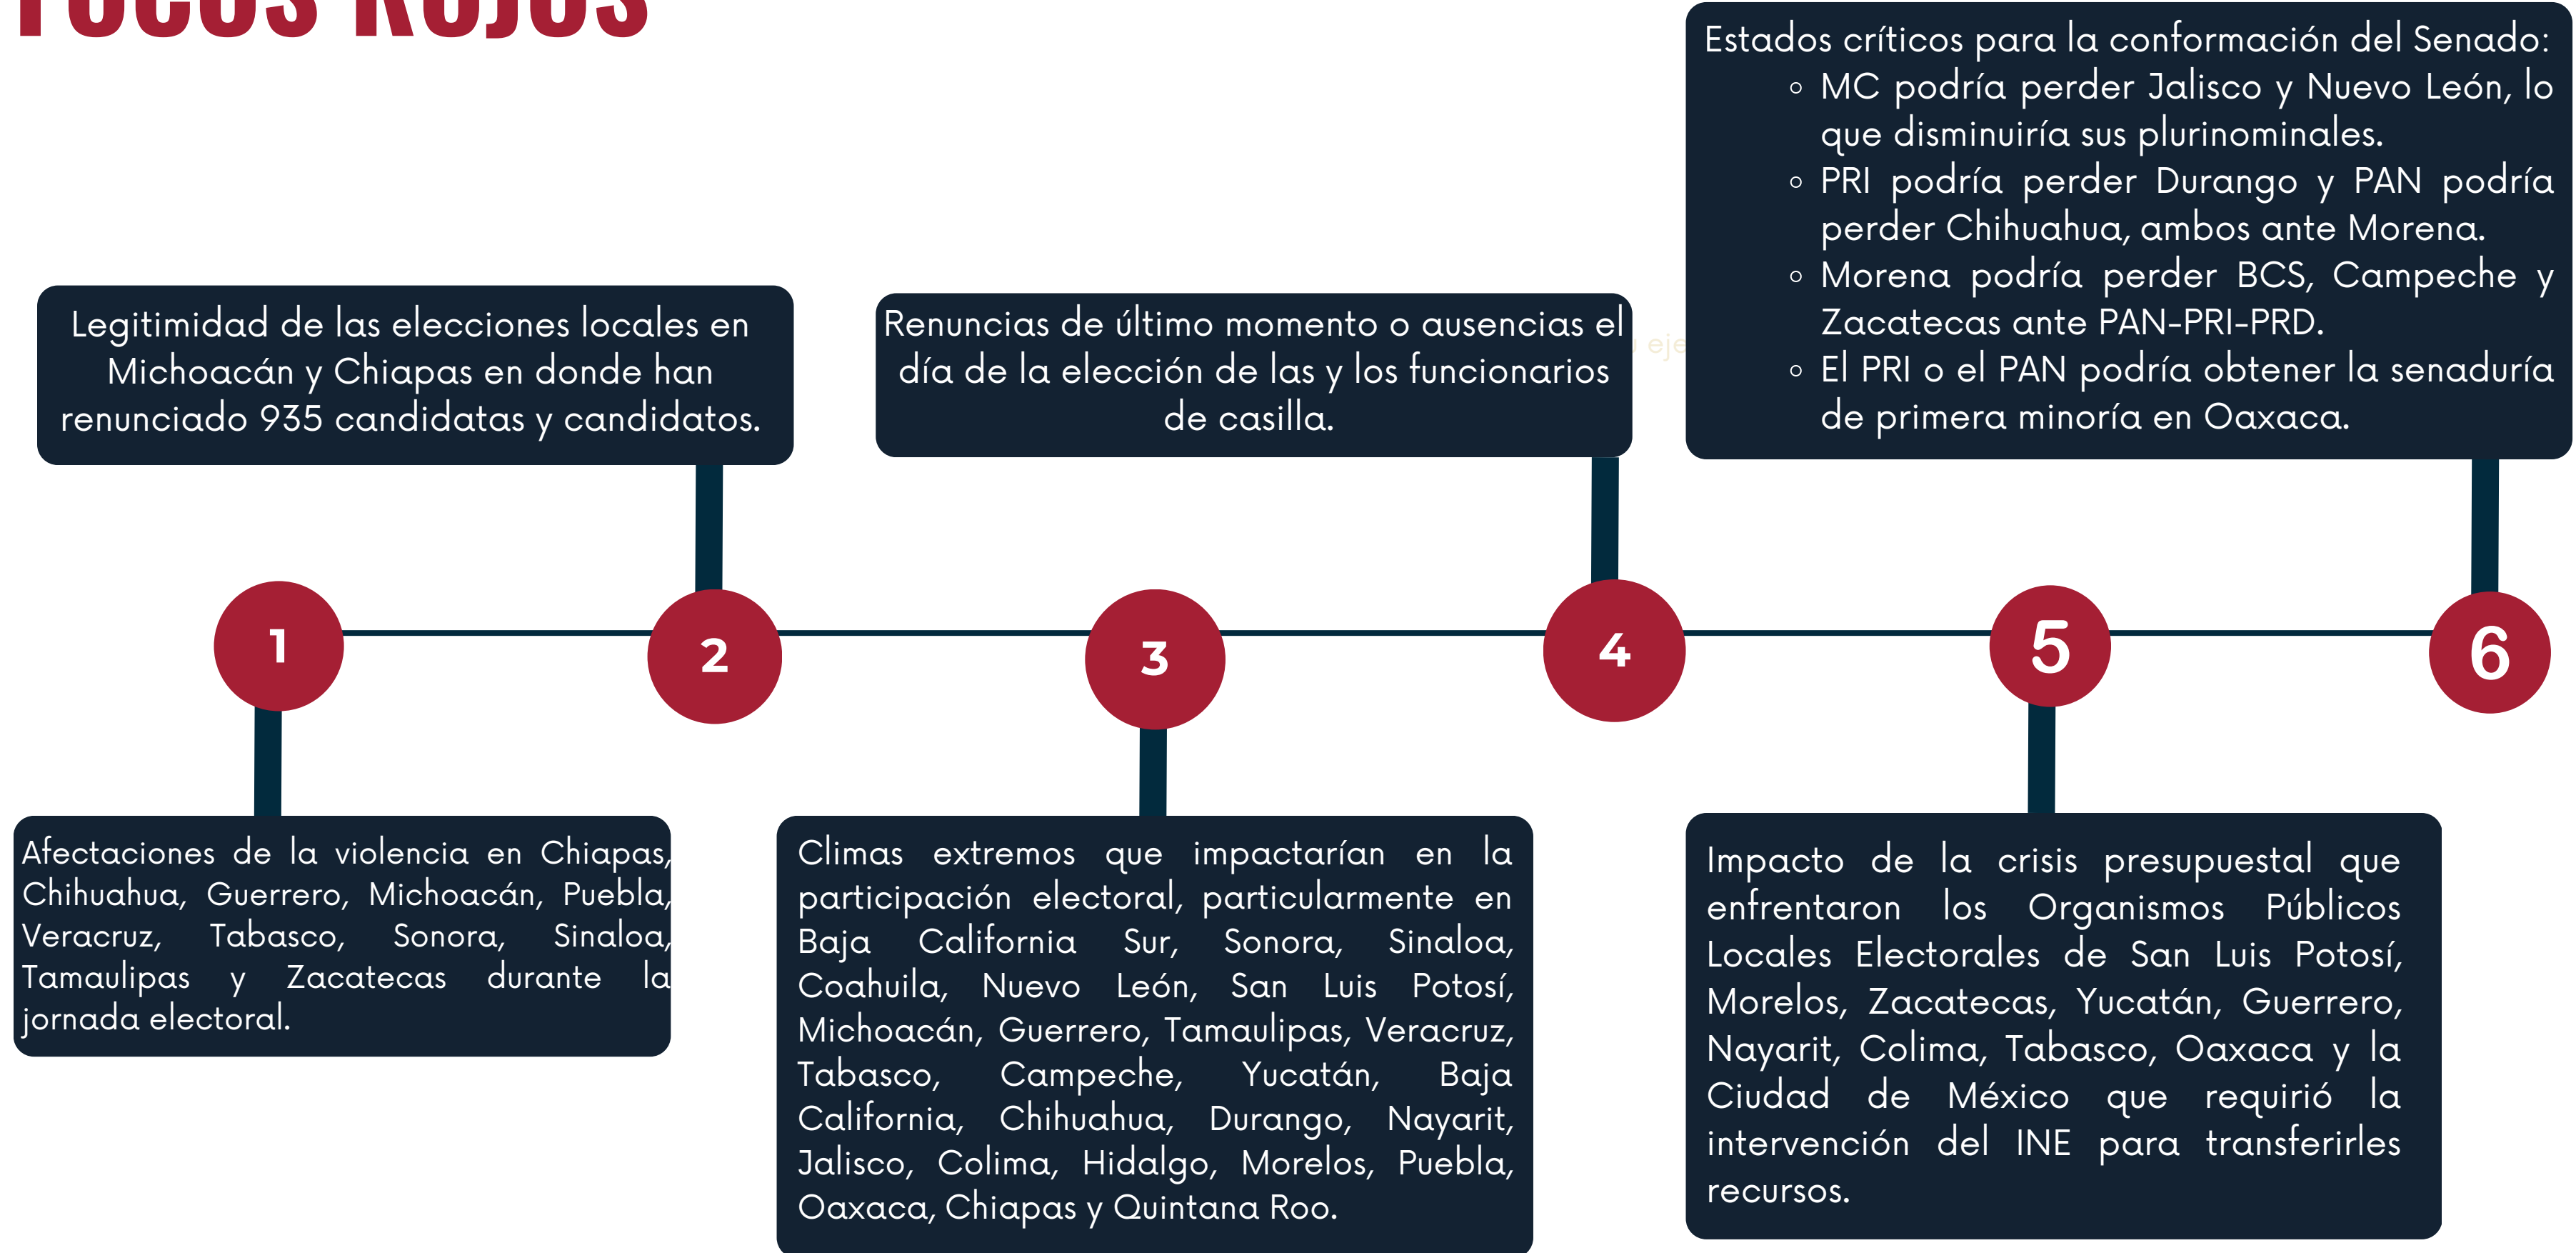 FOCOS ROJOS
Afectaciones de la violencia en Chiapas,
Chihuahua, Guerrero, Michoacán, Puebla,
Veracruz, Tabasco, Sonora, Sinaloa,
Tamaulipas y Zacatecas durante la
jornada electoral.
1
Legitimidad de las elecciones locales en
Michoacán y Chiapas en donde han
renunciado 935 candidatas y candidatos.
2
Climas extremos que impactarían en la
participación electoral, particularmente en
Baja California Sur, Sonora, Sinaloa,
Coahuila, Nuevo León, San Luis Potosí,
Michoacán, Guerrero, Tamaulipas, Veracruz,
Tabasco, Campeche, Yucatán, Baja
California, Chihuahua, Durango, Nayarit,
Jalisco, Colima, Hidalgo, Morelos, Puebla,
Oaxaca, Chiapas y Quintana Roo.
3
Renuncias de último momento o ausencias el
día de la elección de las y los funcionarios
de casilla.
4
Impacto de la crisis presupuestal que
enfrentaron los Organismos Públicos
Locales Electorales de San Luis Potosí,
Morelos, Zacatecas, Yucatán, Guerrero,
Nayarit, Colima, Tabasco, Oaxaca y la
Ciudad de México que requirió la
intervención del INE para transferirles
recursos.
5
Estados críticos para la conformación del Senado:
◦ MC podría perder Jalisco y Nuevo León, lo
que disminuiría sus plurinominales.
◦ PRI podría perder Durango y PAN podría
perder Chihuahua, ambos ante Morena.
◦ Morena podría perder BCS, Campeche y
Zacatecas ante PAN-PRI-PRD.
◦ El PRI o el PAN podría obtener la senaduría
de primera minoría en Oaxaca.
6